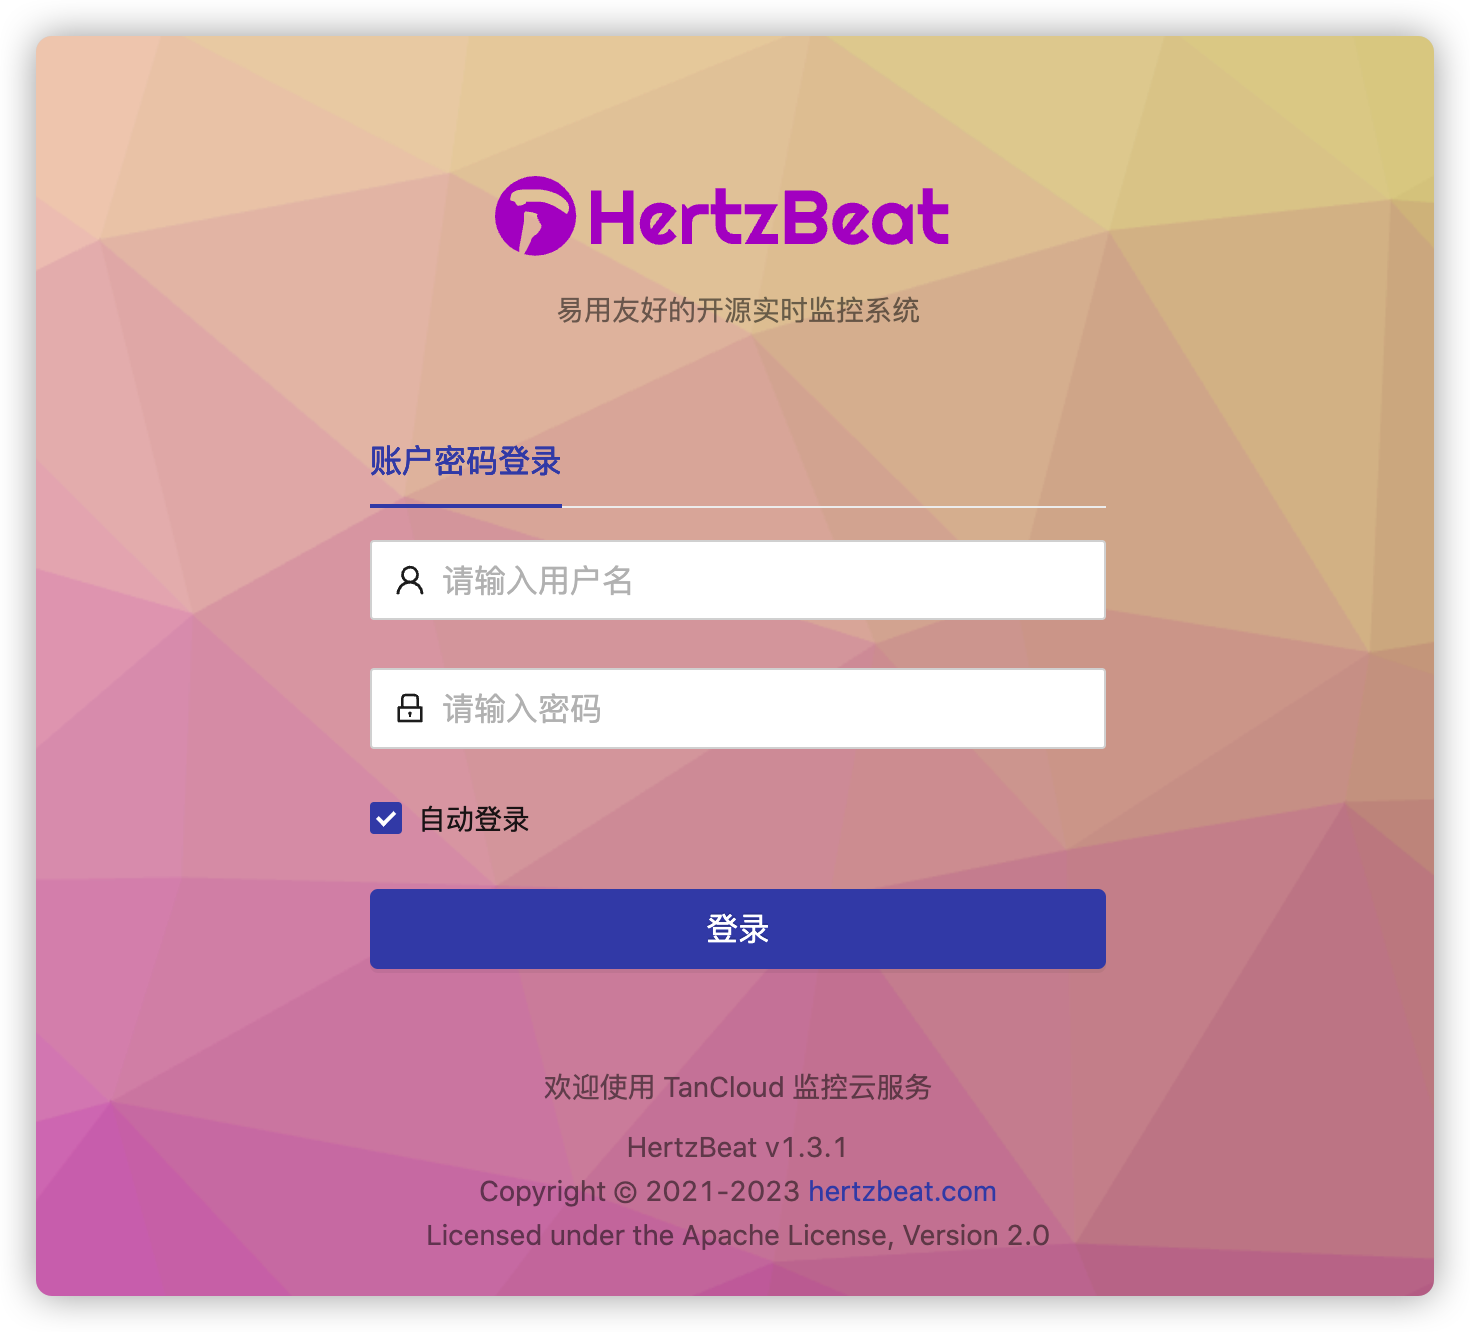 HertzBeat
易用友好的开源实时监控系统
账户密码登录
请输入用户名
请输入密码
自动登录
登录
欢迎使用 TanCloud 监控云服务
HertzBeat v1.3.1
Copyright © 2021-2023 hertzbeat.com
Licensed under the Apache License, Version 2.0